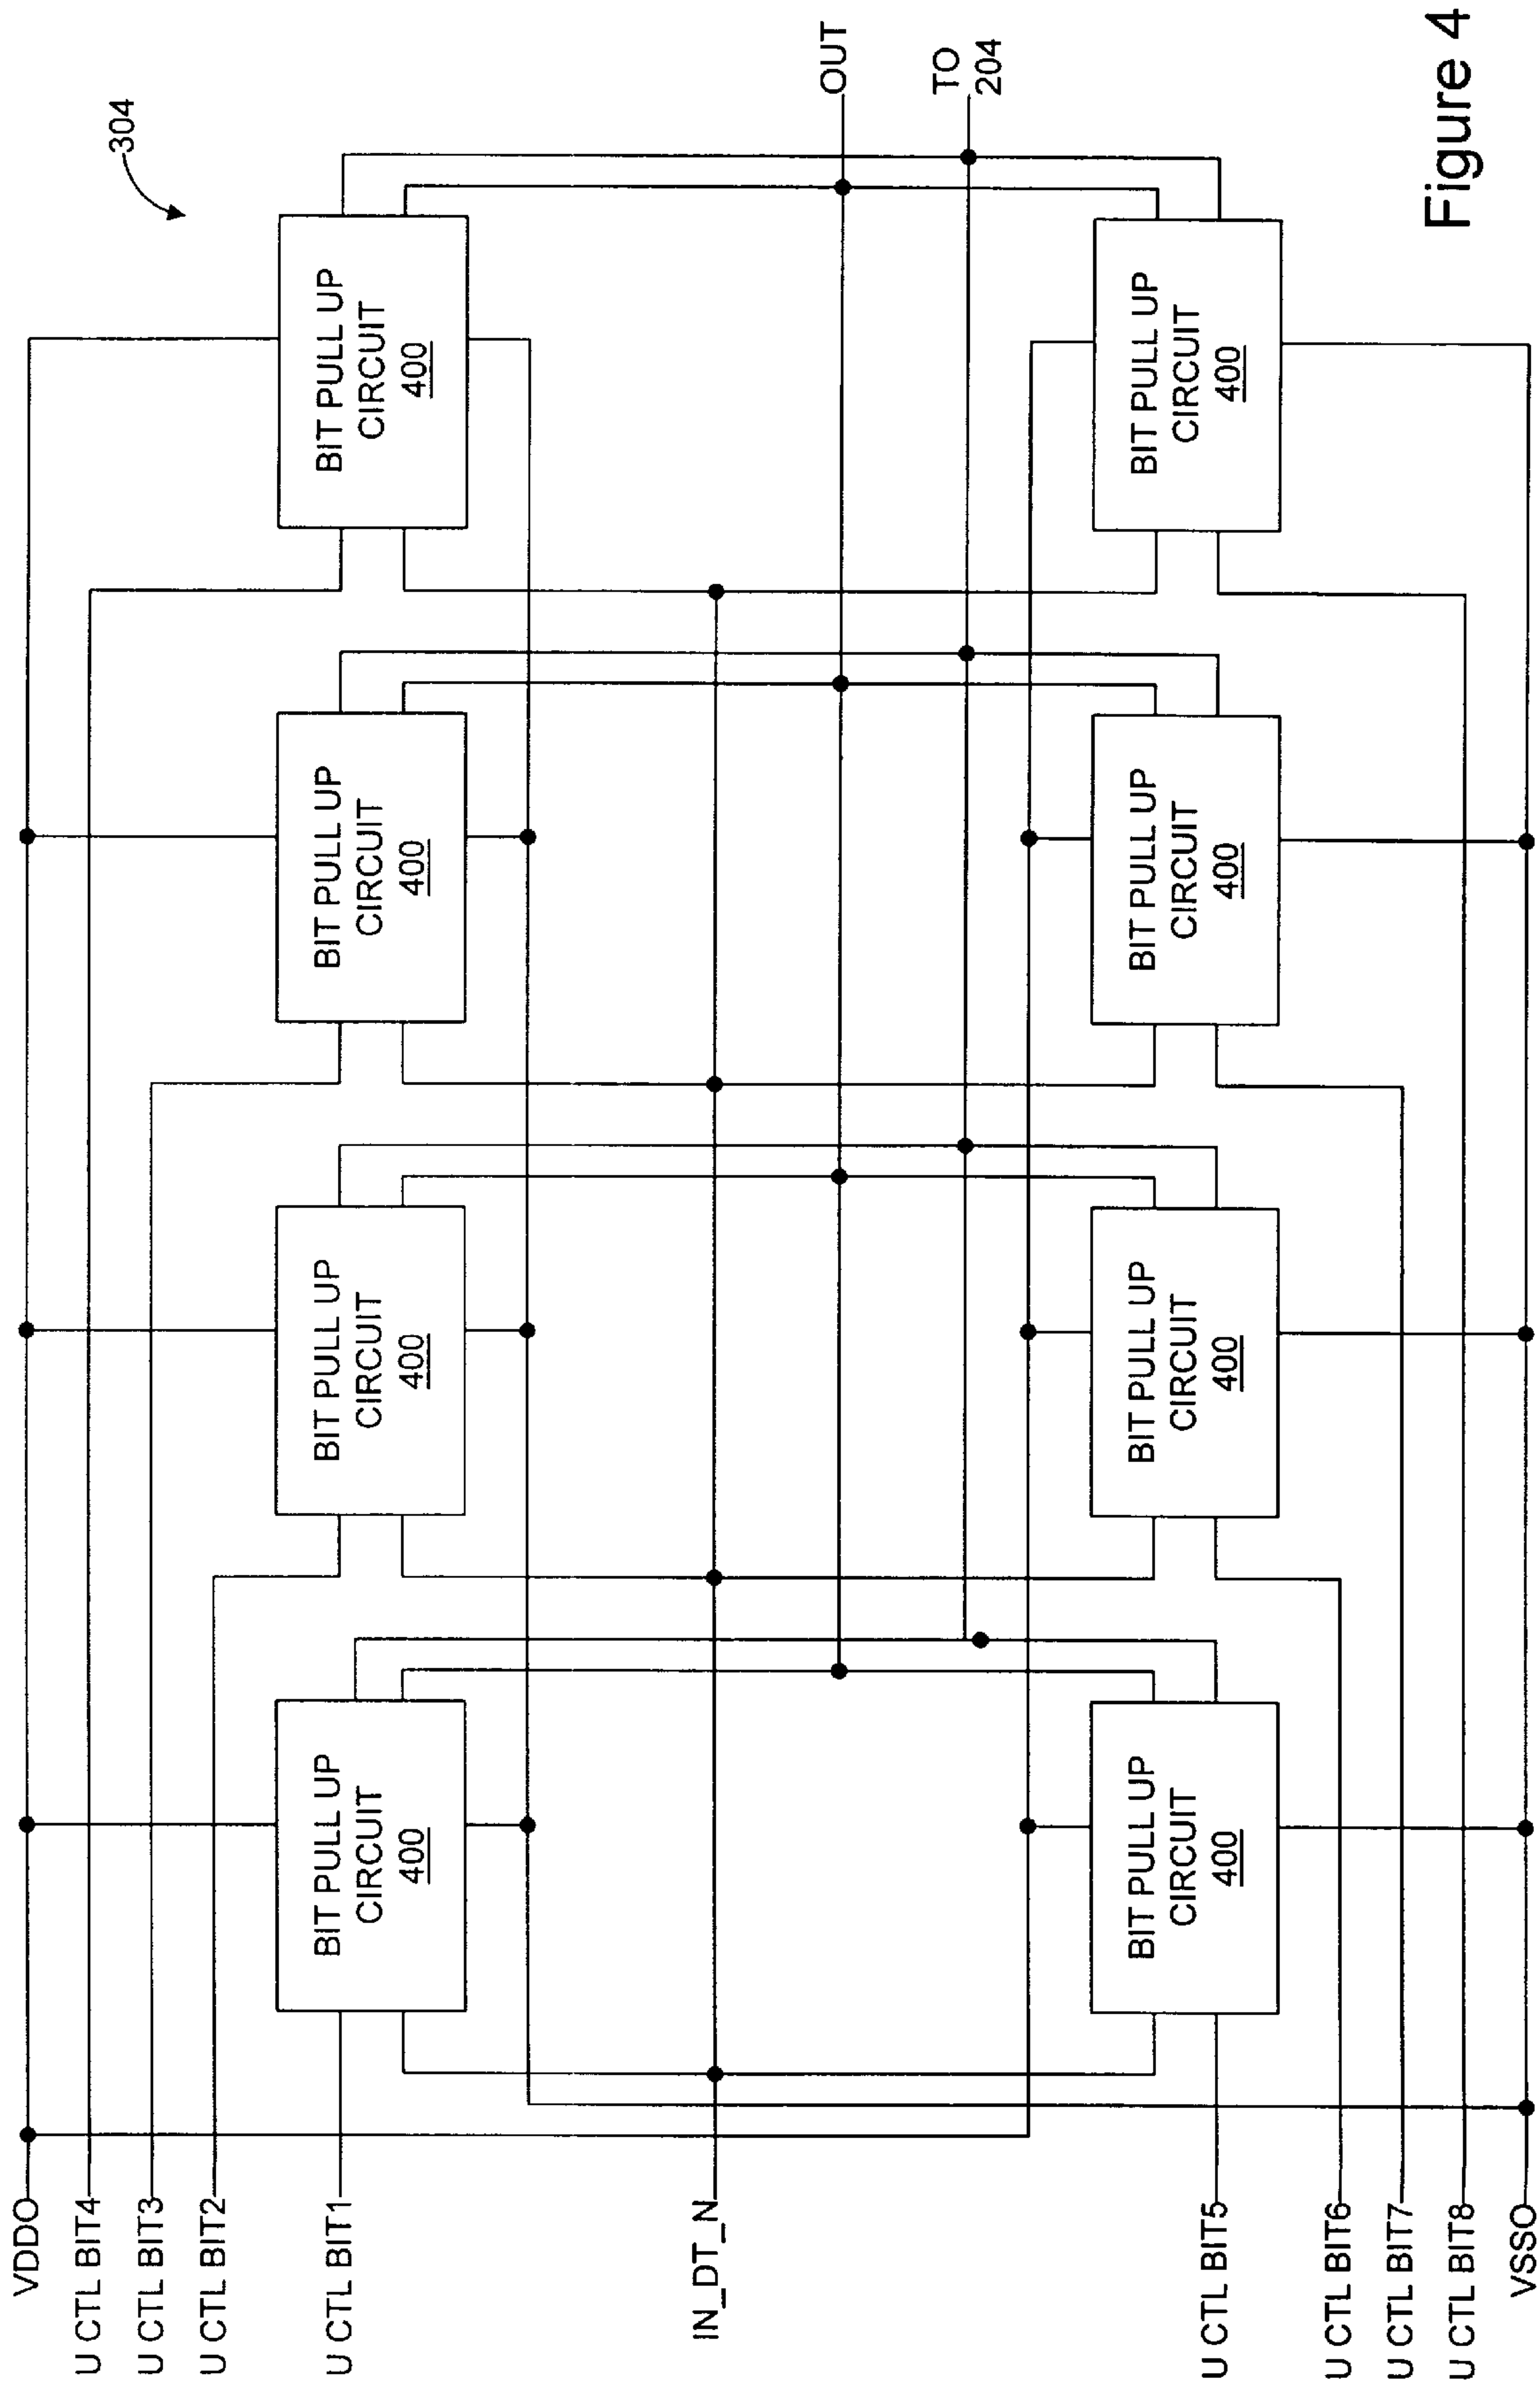 304
VDDO
U CTL BIT4
U CTL BIT3
U CTL BIT2
U CTL BIT1
BIT PULL UP
CIRCUIT
400
BIT PULL UP
CIRCUIT
400
BIT PULL UP
CIRCUIT
400
BIT PULL UP
CIRCUIT
400
IN_DT_N
OUT
TO
204
BIT PULL UP
CIRCUIT
400
BIT PULL UP
CIRCUIT
400
BIT PULL UP
CIRCUIT
400
BIT PULL UP
CIRCUIT
400
U CTL BIT5
U CTL BIT6
U CTL BIT7
U CTL BIT8
VSSO
Figure 4